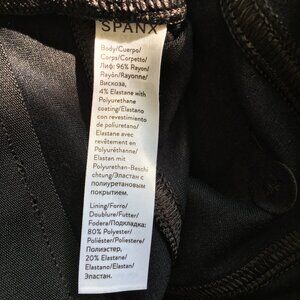 SPANX
Body/Cuerpo/
Corps/Corpetto/
Лиф: 96% Rayon/
Rayón/Rayonne/
Вискоза,
4% Elastane with
Polyurethane
coating/Elastano
con revestimiento
de poliuretano/
Elastane avec
revêtement en
Polyuréthanne/
Elastan mit
Polyurethan-Beschi
chtung/Эластан с
полиуретановым
покрытием.
Lining/Forro/
Doublure/Futter/
Fodera/Подкладка:
80% Polyester/
Poliéster/Poliestere/
Полиэстер,
20% Elastane/
Elastano/Elastan/
Эластан.